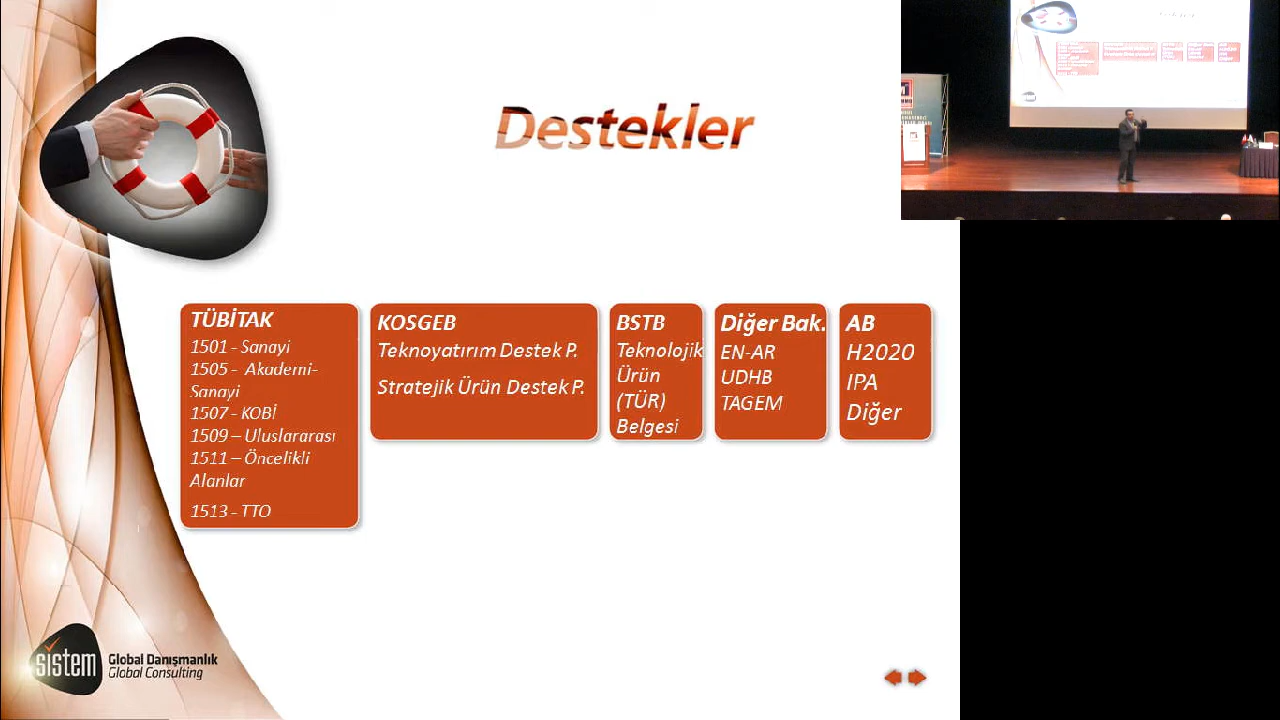 Destekler
TÜBİTAK
1501 - Sanayi
1505 - Akademi-
Sanayi
1507 - KOBİ
1509 – Uluslararası
1511 – Öncelikli
Alanlar
1513 - TTO
KOSGEB
Teknoyatırım Destek P.
Stratejik Ürün Destek P.
BSTB
Teknolojik
Ürün
(TÜR)
Belgesi
Diğer Bak.
EN-AR
UDHB
TAGEM
AB
H2020
IPA
Diğer
sistem
Global Danışmanlık
Global Consulting